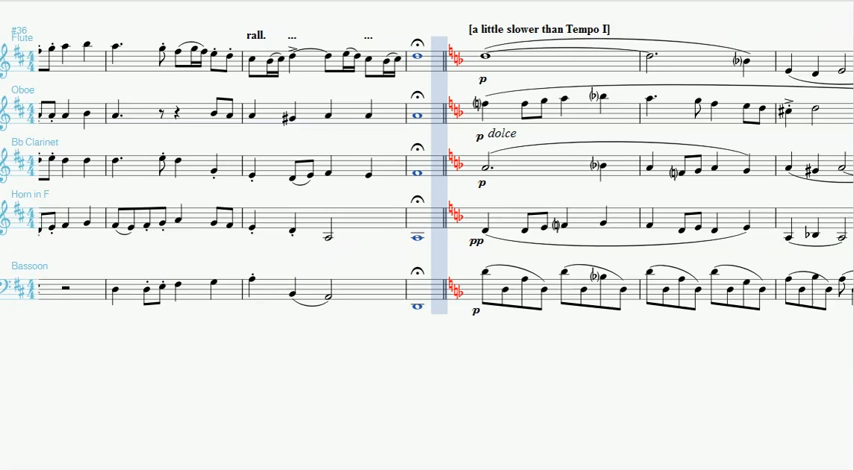 #36
Flute
rall. ... ...
[a little slower than Tempo I]
p
Oboe
p dolce
Bb Clarinet
p
Horn in F
pp
Bassoon
p